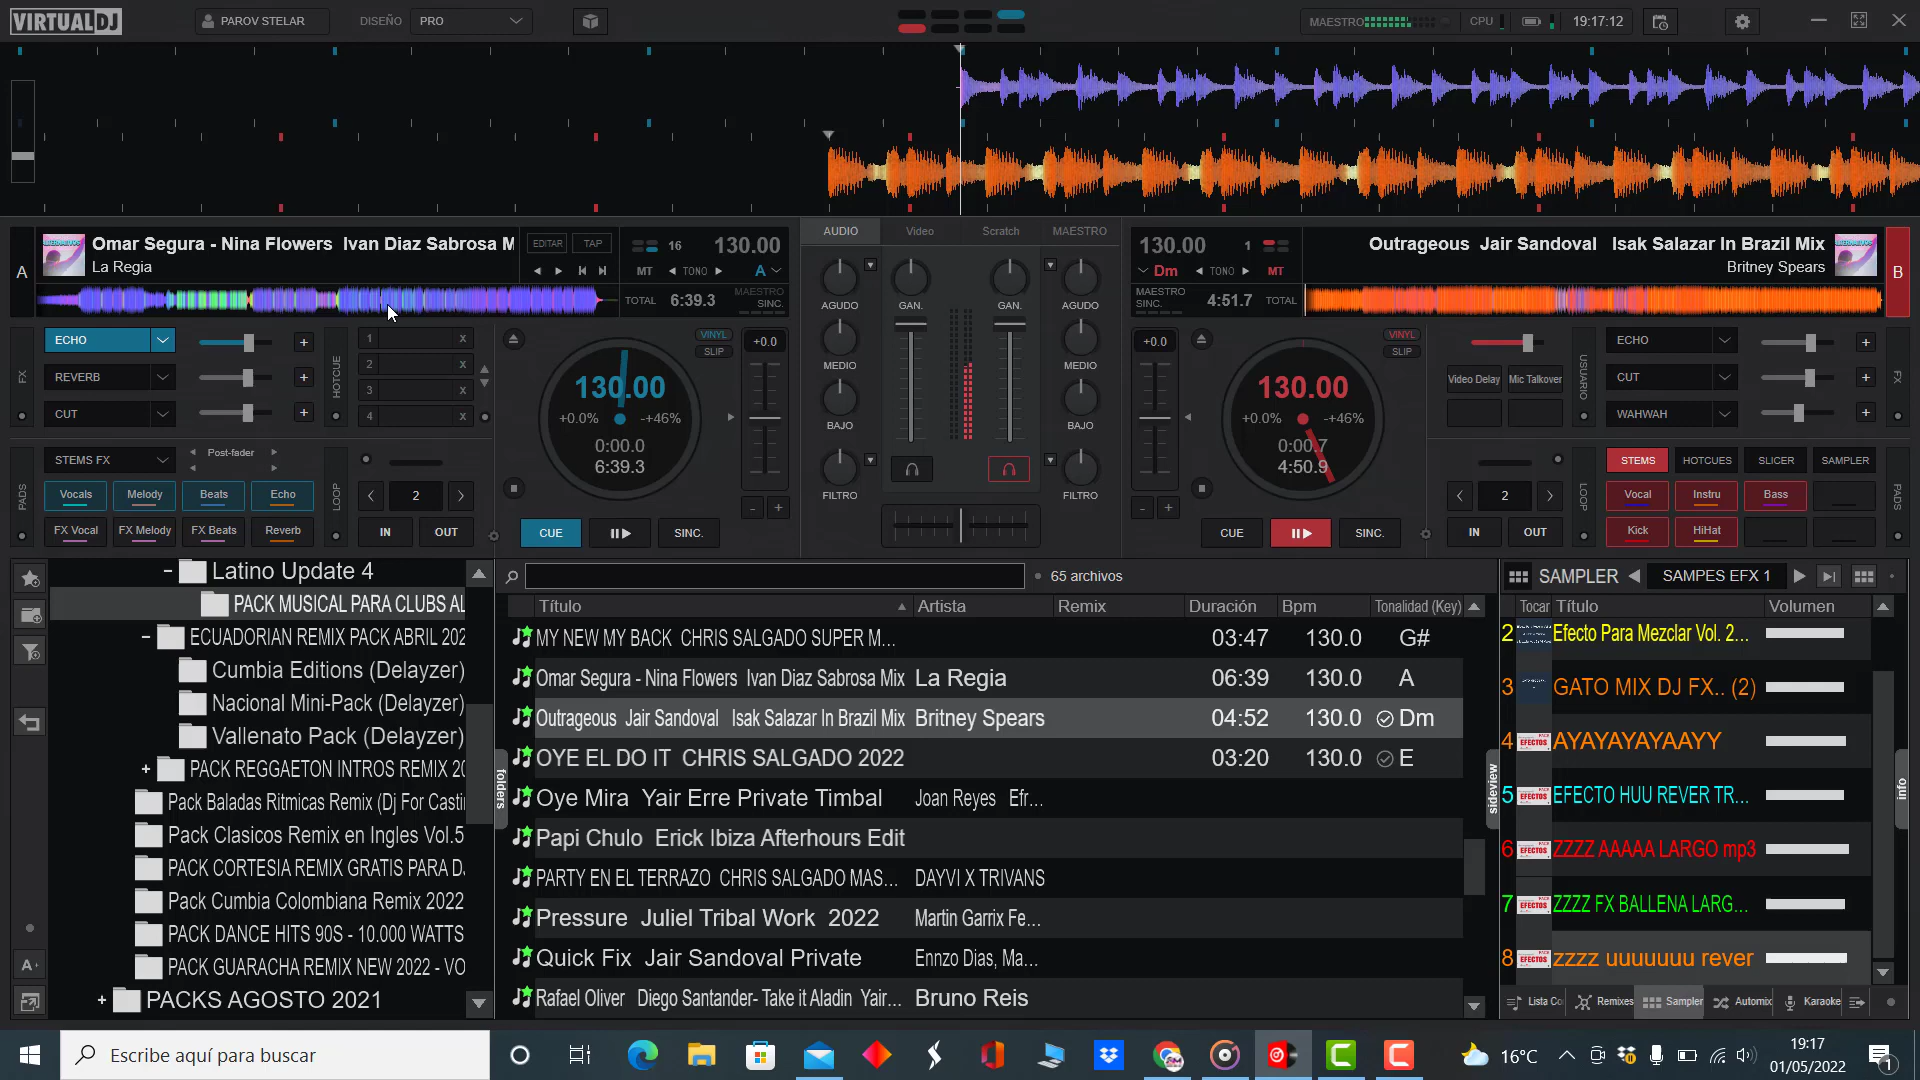 VIRTUALDJ
PAROV STELAR
DISEÑO
PRO
MAESTRO
CPU
19:17:12
A
Omar Segura - Nina Flowers Ivan Diaz Sabrosa M
La Regia
EDITAR
TAP
16
130.00
MT
TONO
A
TOTAL
6:39.3
MAESTRO
SINC.
AUDIO
Video
Scratch
MAESTRO
130.00
1
Dm
TONO
MT
MAESTRO
SINC.
4:51.7
TOTAL
Outrageous Jair Sandoval Isak Salazar In Brazil Mix
Britney Spears
B
FX
ECHO
REVERB
CUT
HOTCUE
1 x
2 x
3 x
4 x
VINYL
SLIP
+0.0
130.00
+0.0% -+46%
0:00.0
6:39.3
AGUDO
GAN.
GAN.
AGUDO
MEDIO
MEDIO
BAJO
BAJO
FILTRO
FILTRO
+0.0
VINYL
SLIP
130.00
+0.0% -+46%
0:00.7
4:50.9
Video Delay
Mic Talkover
USUARIO
ECHO
CUT
WAHWAH
FX
PADS
STEMS FX
Post-fader
Vocals
Melody
Beats
Echo
FX Vocal
FX Melody
FX Beats
Reverb
LOOP
2
IN
OUT
CUE
SINC.
CUE
SINC.
2
IN
OUT
LOOP
STEMS
HOTCUES
SLICER
SAMPLER
Vocal
Instru
Bass
Kick
HiHat
PADS
Latino Update 4
PACK MUSICAL PARA CLUBS AL
ECUADORIAN REMIX PACK ABRIL 202
Cumbia Editions (Delayzer)
Nacional Mini-Pack (Delayzer)
Vallenato Pack (Delayzer)
PACK REGGAETON INTROS REMIX 20
Pack Baladas Ritmicas Remix (Dj For Casti
Pack Clasicos Remix en Ingles Vol.5
PACK CORTESIA REMIX GRATIS PARA DJ
Pack Cumbia Colombiana Remix 2022
PACK DANCE HITS 90S - 10.000 WATTS
PACK GUARACHA REMIX NEW 2022 - VO
PACKS AGOSTO 2021
folders
65 archivos
Título Artista Remix Duración Bpm Tonalidad (Key)
MY NEW MY BACK CHRIS SALGADO SUPER M... 03:47 130.0 G#
Omar Segura - Nina Flowers Ivan Diaz Sabrosa Mix La Regia 06:39 130.0 A
Outrageous Jair Sandoval Isak Salazar In Brazil Mix Britney Spears 04:52 130.0 Dm
OYE EL DO IT CHRIS SALGADO 2022 03:20 130.0 E
Oye Mira Yair Erre Private Timbal Joan Reyes Efr...
Papi Chulo Erick Ibiza Afterhours Edit
PARTY EN EL TERRAZO CHRIS SALGADO MAS... DAYVI X TRIVANS
Pressure Juliel Tribal Work 2022 Martin Garrix Fe...
Quick Fix Jair Sandoval Private Ennzo Dias, Ma...
Rafael Oliver Diego Santander- Take it Aladin Yair... Bruno Reis
sideview
SAMPLER
SAMPES EFX 1
Tocar Título Volumen
2 Efecto Para Mezclar Vol. 2...
3 GATO MIX DJ FX.. (2)
4 EFECTOS AYAYAYAYAAYY
5 EFECTOS EFECTO HUU REVER TR...
6 EFECTOS ZZZZ AAAAA LARGO mp3
7 EFECTOS ZZZZ FX BALLENA LARG...
8 EFECTOS zzzz uuuuuuu rever
info
Lista Co
Remixes
Sampler
Automix
Karaoke
Escribe aquí para buscar
16°C
19:17
01/05/2022
1